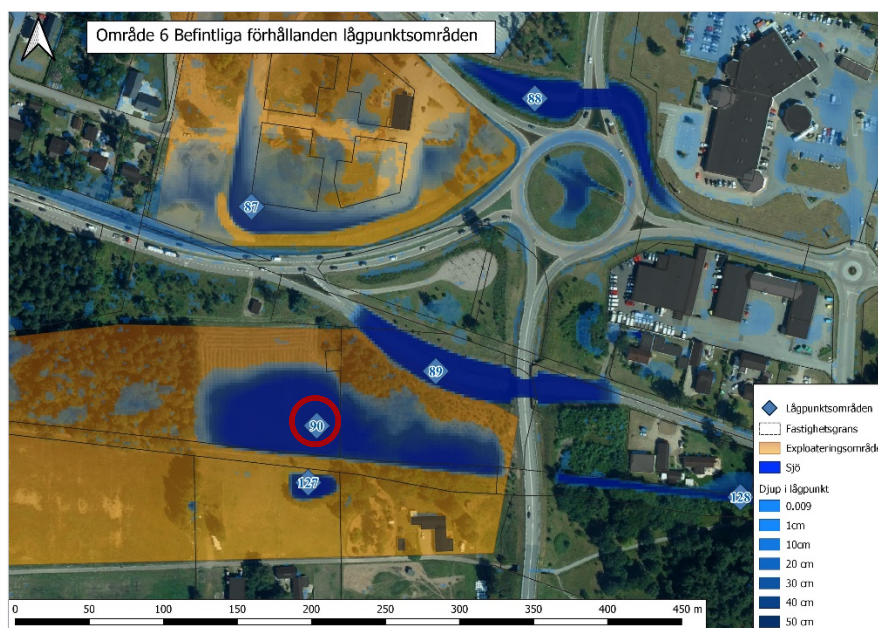 Område 6 Befintliga förhållanden lågpunktsområden
88
87
89
90
127
128
Lågpunktsområden
Fastighetsgrans
Exploateringsområde
Sjö
Djup i lågpunkt
0.009
1cm
10cm
20 cm
30 cm
40 cm
50 cm
0 50 100 150 200 250 300 350 400 450 m